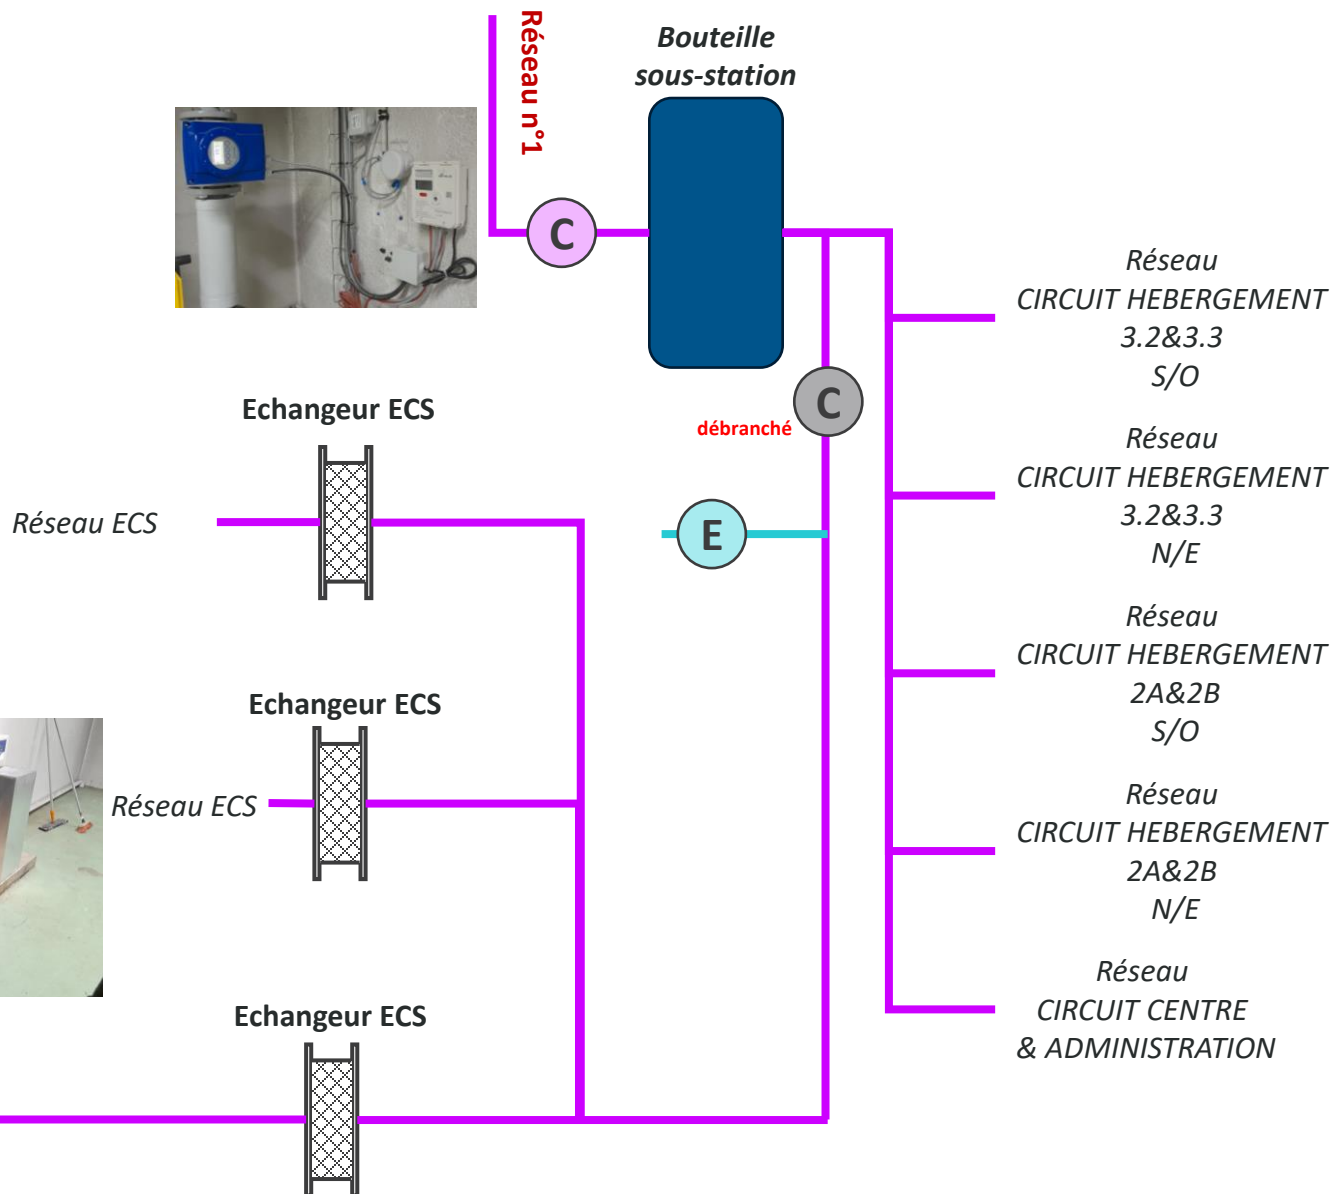 Réseau n°1
Bouteille
sous-station
C
Réseau
CIRCUIT HEBERGEMENT
3.2&3.3
S/O
C
débranché
Echangeur ECS
Réseau ECS
E
Réseau
CIRCUIT HEBERGEMENT
3.2&3.3
N/E
Réseau
CIRCUIT HEBERGEMENT
2A&2B
S/O
Echangeur ECS
Réseau ECS
Réseau
CIRCUIT HEBERGEMENT
2A&2B
N/E
Echangeur ECS
Réseau
CIRCUIT CENTRE
& ADMINISTRATION